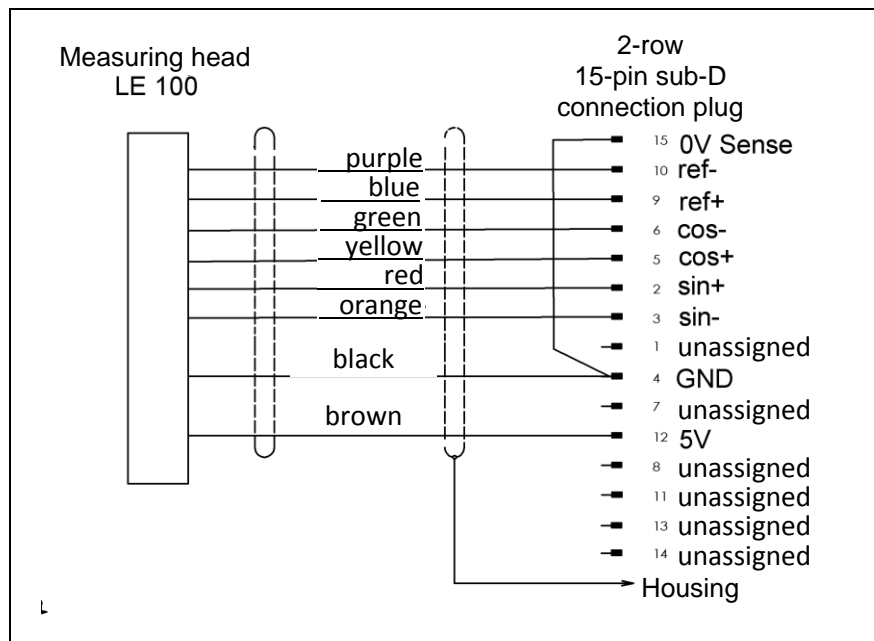 Measuring head
LE 100
2-row
15-pin sub-D
connection plug
15 0V Sense
purple 10 ref-
blue 9 ref+
green 6 cos-
yellow 5 cos+
red 2 sin+
orange 3 sin-
1 unassigned
black 4 GND
7 unassigned
brown 12 5V
8 unassigned
11 unassigned
13 unassigned
14 unassigned
Housing